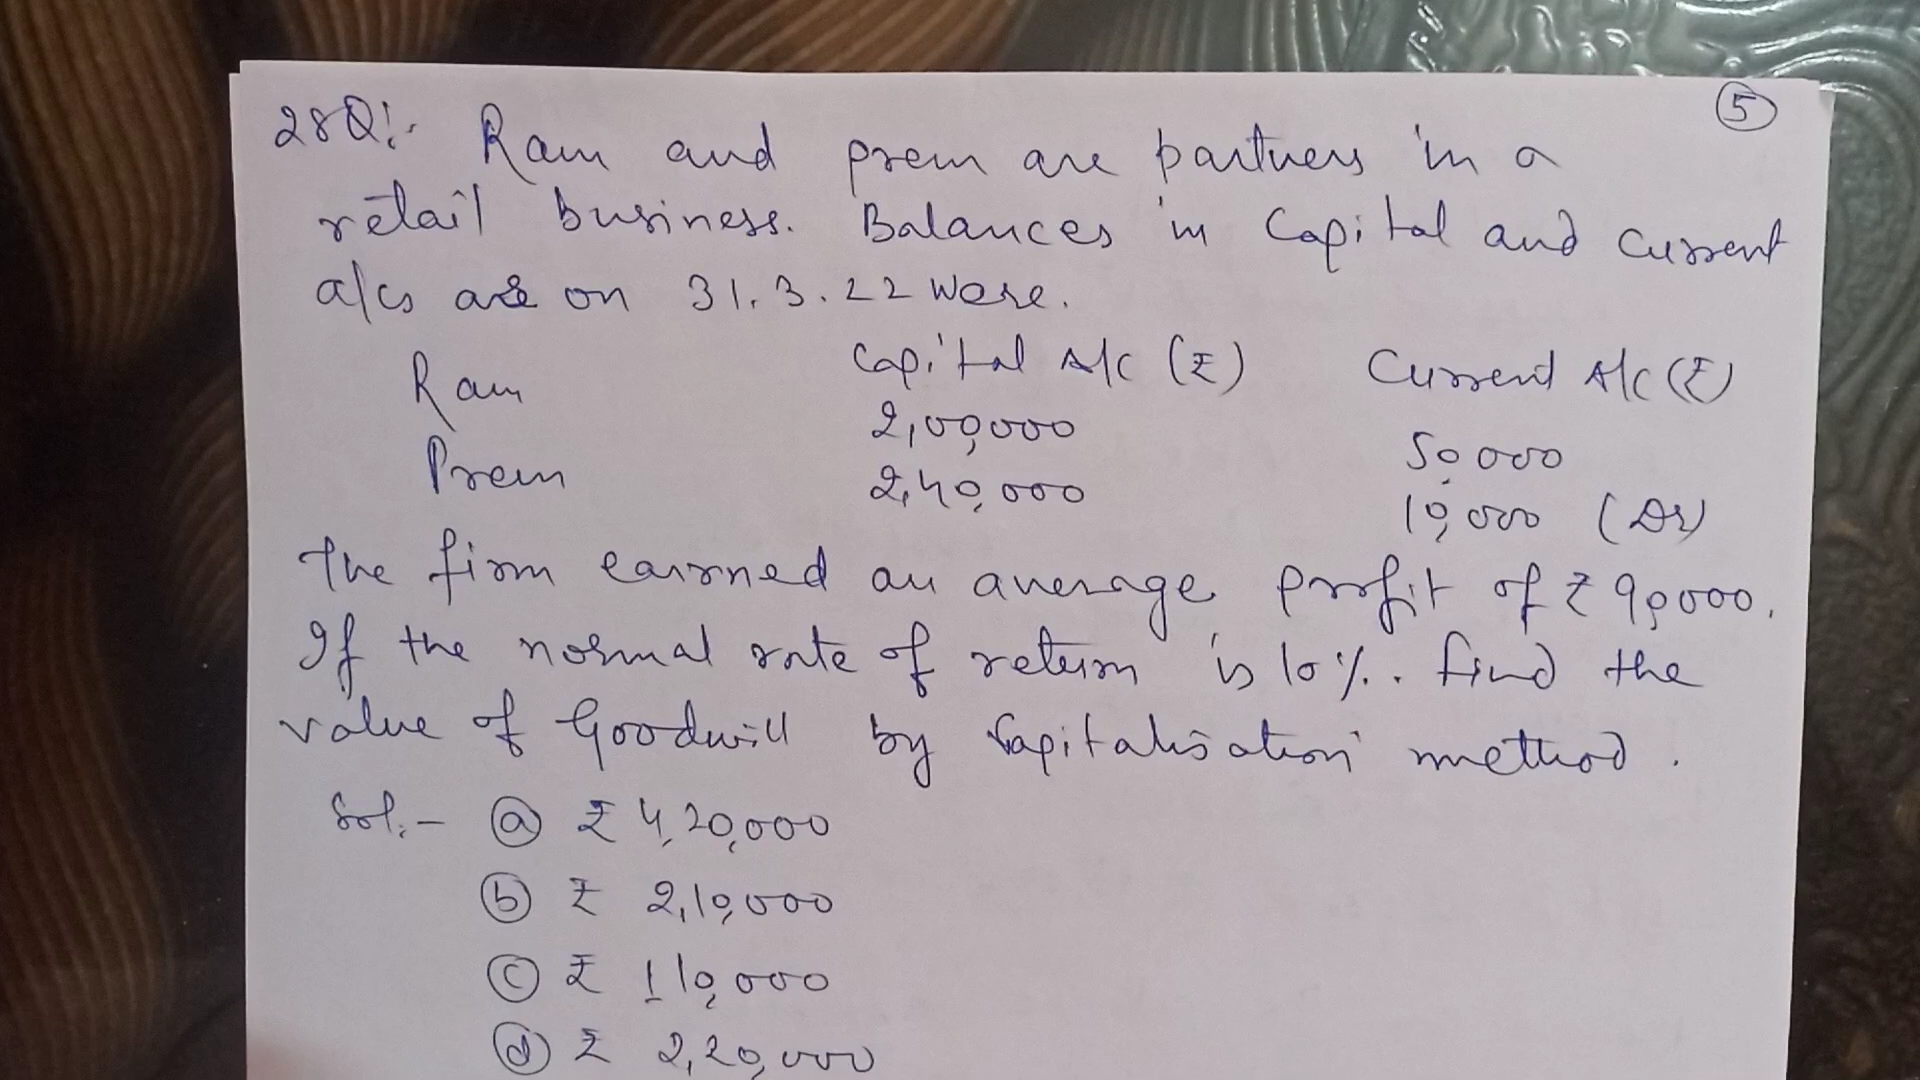 5
28Q:- Ram and prem are partners in a
retail business. Balances in Capital and current
a/cs as on 31.3.22 were.
Capital A/c (₹) Current A/c (₹)
Ram 2,00,000 50,000
Prem 2,40,000 10,000 (Dr)
The firm earned an average profit of ₹ 90,000.
If the normal rate of return is 10%. find the
value of Goodwill by Capitalisation method.
Sol:- (a) ₹ 4,20,000
(b) ₹ 2,10,000
(c) ₹ 1,10,000
(d) ₹ 2,20,000